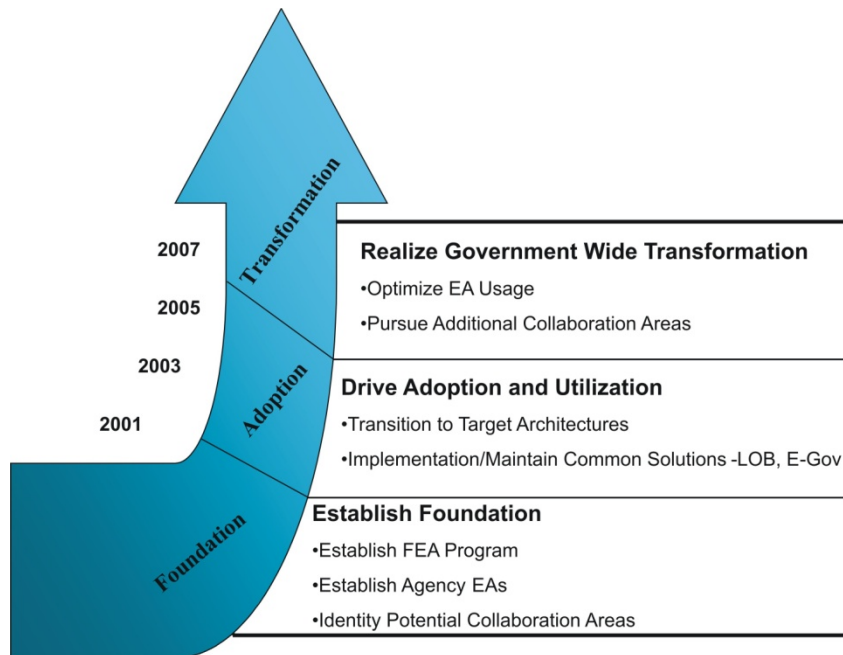 Transformation
2007
Realize Government Wide Transformation
•Optimize EA Usage
2005
•Pursue Additional Collaboration Areas
2003
Adoption
Drive Adoption and Utilization
2001
•Transition to Target Architectures
•Implementation/Maintain Common Solutions -LOB, E-Gov
Foundation
Establish Foundation
•Establish FEA Program
•Establish Agency EAs
•Identity Potential Collaboration Areas